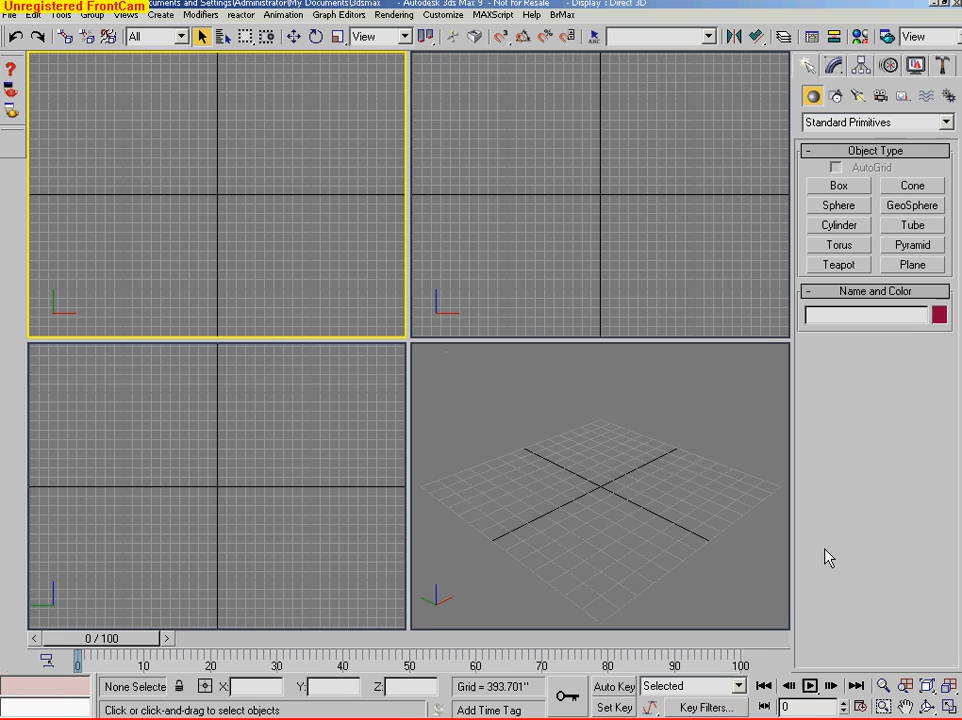 Unregistered FrontCam
ocuments and Settings\Administrator\My Documents\3dsmax - Autodesk 3ds Max 9 - Not for Resale - Display : Direct 3D
File Edit Tools Group Views Create Modifiers reactor Animation Graph Editors Rendering Customize MAXScript Help BrMax
All
View
ABC
View
Standard Primitives
- Object Type
AutoGrid
Box Cone
Sphere GeoSphere
Cylinder Tube
Torus Pyramid
Teapot Plane
- Name and Color
< 0 / 100 >
0 10 20 30 40 50 60 70 80 90 100
None Selecte X: Y: Z: Grid = 393.701" Auto Key Selected
Click or click-and-drag to select objects Add Time Tag Set Key Key Filters... 0